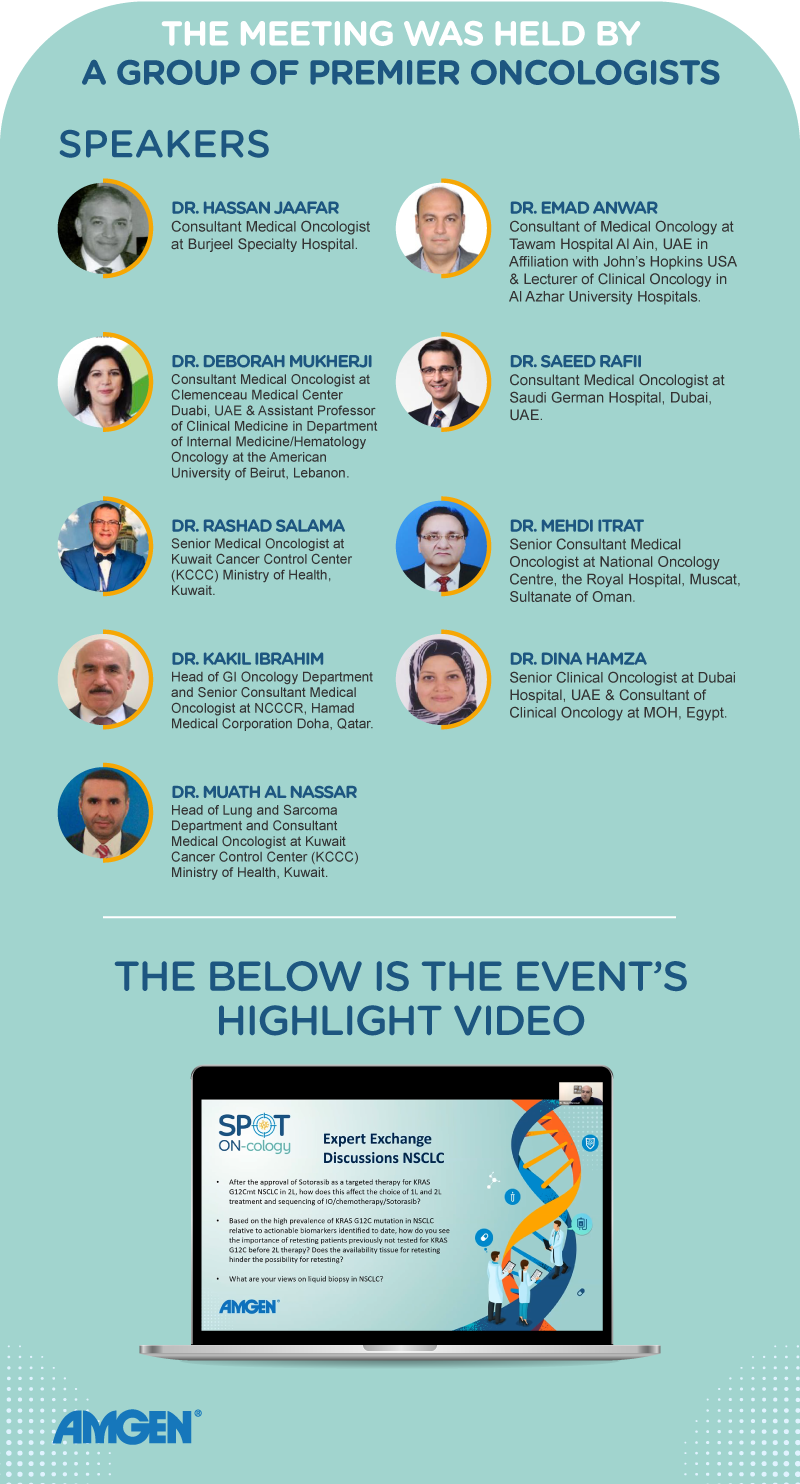 THE MEETING WAS HELD BY
A GROUP OF PREMIER ONCOLOGISTS
SPEAKERS
DR. HASSAN JAAFAR
Consultant Medical Oncologist
at Burjeel Specialty Hospital.
DR. EMAD ANWAR
Consultant of Medical Oncology at
Tawam Hospital Al Ain, UAE in
Affiliation with John's Hopkins USA
& Lecturer of Clinical Oncology in
Al Azhar University Hospitals.
DR. DEBORAH MUKHERJI
Consultant Medical Oncologist at
Clemenceau Medical Center
Duabi, UAE & Assistant Professor
of Clinical Medicine in Department
of Internal Medicine/Hematology
Oncology at the American
University of Beirut, Lebanon.
DR. SAEED RAFII
Consultant Medical Oncologist at
Saudi German Hospital, Dubai,
UAE.
DR. RASHAD SALAMA
Senior Medical Oncologist at
Kuwait Cancer Control Center
(KCCC) Ministry of Health,
Kuwait.
DR. MEHDI ITRAT
Senior Consultant Medical
Oncologist at National Oncology
Centre, the Royal Hospital, Muscat,
Sultanate of Oman.
DR. KAKIL IBRAHIM
Head of GI Oncology Department
and Senior Consultant Medical
Oncologist at NCCCR, Hamad
Medical Corporation Doha, Qatar.
DR. DINA HAMZA
Senior Clinical Oncologist at Dubai
Hospital, UAE & Consultant of
Clinical Oncology at MOH, Egypt.
DR. MUATH AL NASSAR
Head of Lung and Sarcoma
Department and Consultant
Medical Oncologist at Kuwait
Cancer Control Center (KCCC)
Ministry of Health, Kuwait.
THE BELOW IS THE EVENT'S
HIGHLIGHT VIDEO
SPOT
ON-cology
Expert Exchange
Discussions NSCLC
• After the approval of Sotorasib as a targeted therapy for KRAS
G12Cmt NSCLC in 2L, how does this affect the choice of 1L and 2L
treatment and sequencing of IO/chemotherapy/Sotorasib?
• Based on the high prevalence of KRAS G12C mutation in NSCLC
relative to actionable biomarkers identified to date, how do you see
the importance of retesting patients previously not tested for KRAS
G12C before 2L therapy? Does the availability tissue for retesting
hinder the possibility for retesting?
• What are your views on liquid biopsy in NSCLC?
AMGEN®
AMGEN®